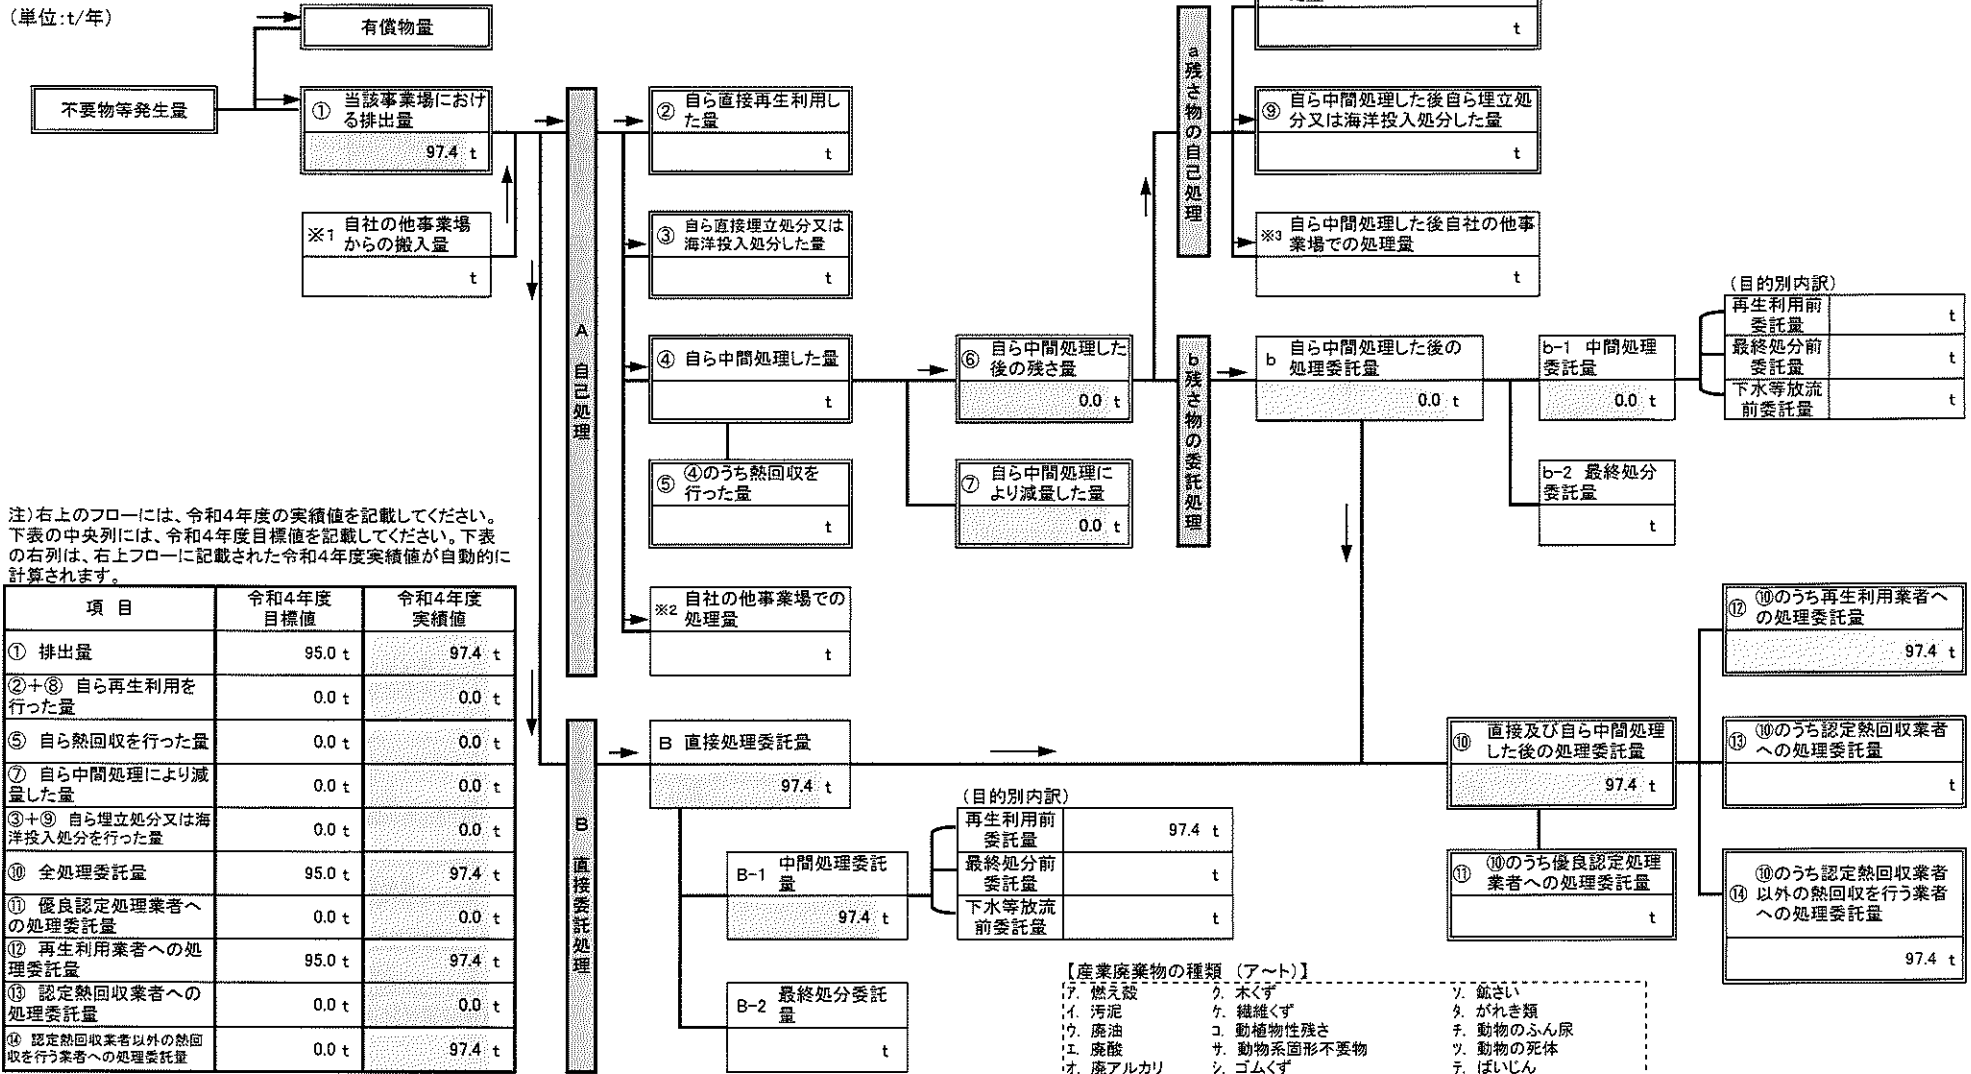 (単位:t/年)
有償物量
不要物等発生量
① 当該事業場におけ
る排出量
97.4 t
※1 自社の他事業場
からの搬入量
t
A 自己処理
② 自ら直接再生利用し
た量
t
③ 自ら直接埋立処分又は
海洋投入処分した量
t
④ 自ら中間処理した量
t
⑤ ④のうち熱回収を
行った量
t
※2 自社の他事業場での
処理量
t
⑥ 自ら中間処理した
後の残さ量
0.0 t
⑦ 自ら中間処理に
より減量した量
0.0 t
a 残さ物の自己処理
t
⑨ 自ら中間処理した後自ら埋立処
分又は海洋投入処分した量
t
※3 自ら中間処理した後自社の他事
業場での処理量
t
b 残さ物の委託処理
b 自ら中間処理した後の
処理委託量
0.0 t
b-1 中間処理
委託量
0.0 t
b-2 最終処分
委託量
t
(目的別内訳)
再生利用前
委託量 t
最終処分前
委託量 t
下水等放流
前委託量 t
注)右上のフローには、令和4年度の実績値を記載してください。
下表の中央列には、令和4年度目標値を記載してください。下表
の右列は、右上フローに記載された令和4年度実績値が自動的に
計算されます。
項 目 令和4年度 目標値 令和4年度 実績値
① 排出量 95.0 t 97.4 t
②+⑧ 自ら再生利用を
行った量 0.0 t 0.0 t
⑤ 自ら熱回収を行った量 0.0 t 0.0 t
⑦ 自ら中間処理により減
量した量 0.0 t 0.0 t
③+⑨ 自ら埋立処分又は海
洋投入処分を行った量 0.0 t 0.0 t
⑩ 全処理委託量 95.0 t 97.4 t
⑪ 優良認定処理業者へ
の処理委託量 0.0 t 0.0 t
⑫ 再生利用業者への処
理委託量 95.0 t 97.4 t
⑬ 認定熱回収業者への
処理委託量 0.0 t 0.0 t
⑭ 認定熱回収業者以外の熱回
収を行う業者への処理委託量 0.0 t 97.4 t
B 直接委託処理
B 直接処理委託量
97.4 t
B-1 中間処理委託
量
97.4 t
B-2 最終処分委託
量
t
(目的別内訳)
再生利用前
委託量 97.4 t
最終処分前
委託量 t
下水等放流
前委託量 t
⑩ 直接及び自ら中間処理
した後の処理委託量
97.4 t
⑪ ⑩のうち優良認定処理
業者への処理委託量
t
⑫ ⑩のうち再生利用業者へ
の処理委託量
97.4 t
⑬ ⑩のうち認定熱回収業者
への処理委託量
t
⑭ ⑩のうち認定熱回収業者
以外の熱回収を行う業者
への処理委託量
97.4 t
【産業廃棄物の種類 (ア~ト)】
ア. 燃え殻 ク. 木くず ソ. 鉱さい
イ. 汚泥 ケ. 繊維くず タ. がれき類
ウ. 廃油 コ. 動植物性残さ チ. 動物のふん尿
エ. 廃酸 サ. 動物系固形不要物 ツ. 動物の死体
オ. 廃アルカリ シ. ゴムくず テ. ばいじん